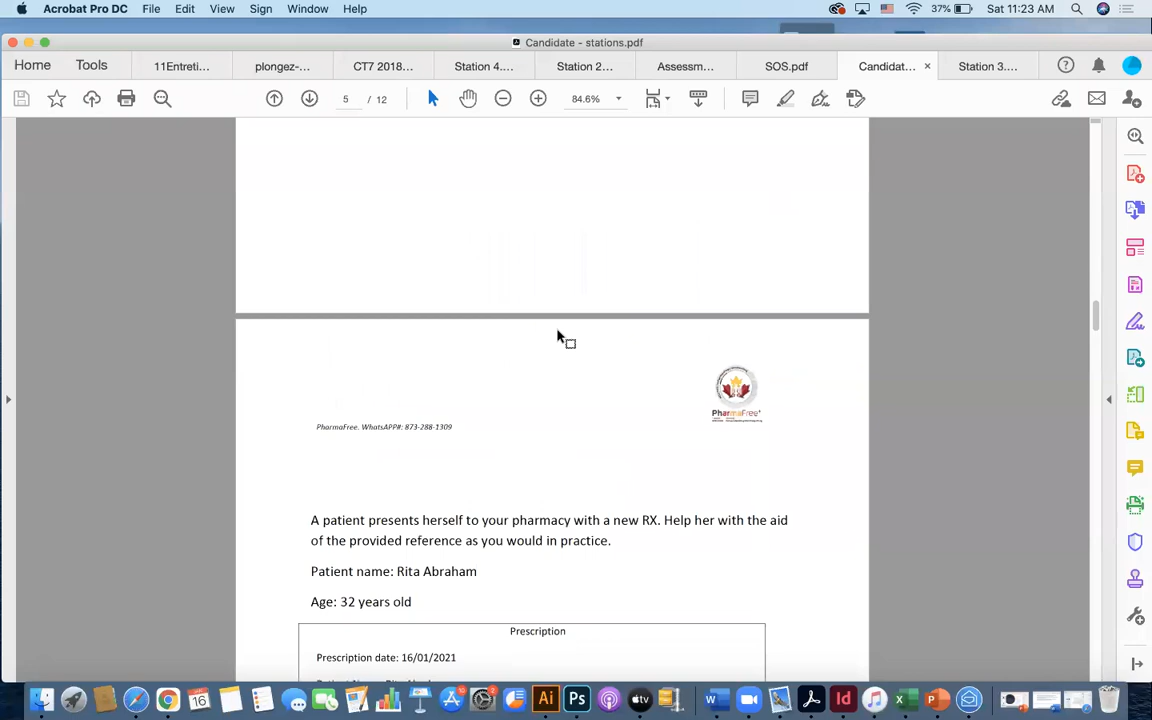 Acrobat Pro DC File Edit View Sign Window Help 37% Sat 11:23 AM
Candidate - stations.pdf
Home Tools 11Entreti... plongez-... CT7 2018... Station 4.... Station 2... Assessm... SOS.pdf Candidat... × Station 3....
5 / 12 84.6%
PharmaFree+
PharmaFree. WhatsAPP#: 873-288-1309
A patient presents herself to your pharmacy with a new RX. Help her with the aid
of the provided reference as you would in practice.
Patient name: Rita Abraham
Age: 32 years old
Prescription
Prescription date: 16/01/2021